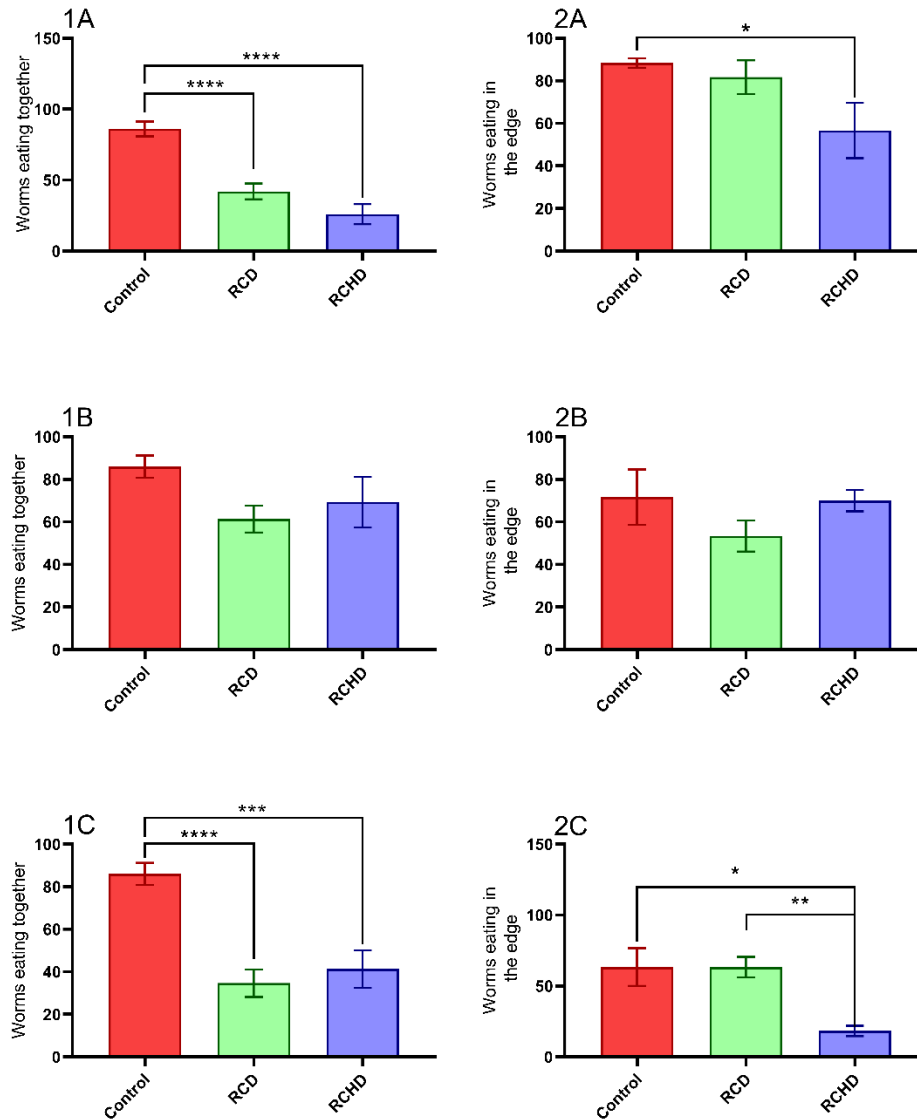 1A
Worms eating together
150
100
50
0
****
****
Control
RCD
RCHD
2A
Worms eating in
the edge
100
80
60
40
20
0
*
Control
RCD
RCHD
1B
Worms eating together
100
80
60
40
20
0
Control
RCD
RCHD
2B
Worms eating in
the edge
100
80
60
40
20
0
Control
RCD
RCHD
1C
Worms eating together
100
80
60
40
20
0
***
****
Control
RCD
RCHD
2C
Worms eating in
the edge
150
100
50
0
*
**
Control
RCD
RCHD